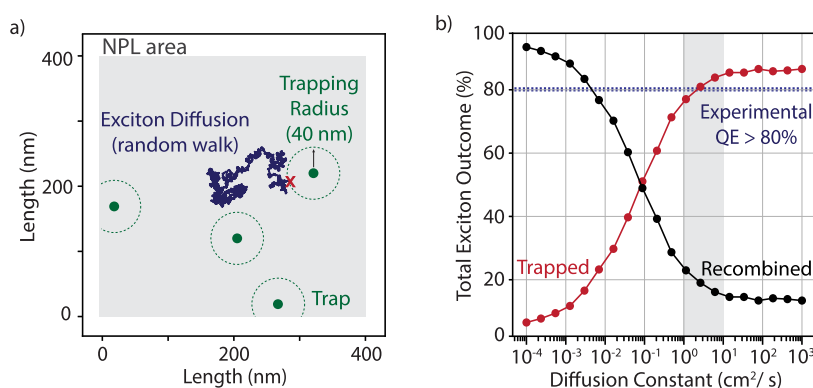 a)
NPL area
400
200
0
Length (nm)
Exciton Diffusion
(random walk)
Trapping
Radius
(40 nm)
x
Trap
0
200
400
Length (nm)
b)
Total Exciton Outcome (%)
100
80
80
60
40
20
0
Experimental
QE > 80%
Trapped
Recombined
10⁻⁴
10⁻³
10⁻²
10⁻¹
10⁰
10¹
10²
10³
Diffusion Constant (cm²/ s)